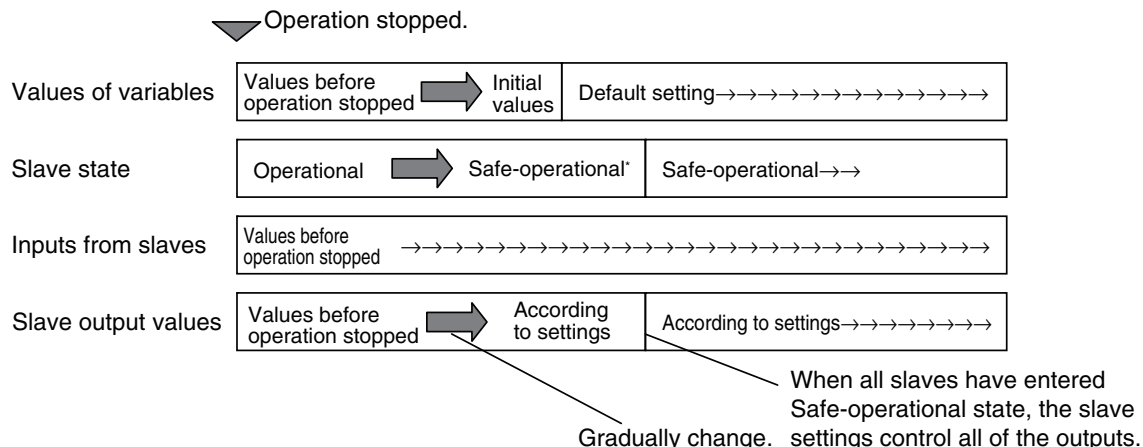 Operation stopped.
Values of variables
Values before
operation stopped
Initial
values
Default setting→→→→→→→→→→→→→
Slave state
Operational
Safe-operational*
Safe-operational→→
Inputs from slaves
Values before
operation stopped
→→→→→→→→→→→→→→→→→→→→→→→→→→→→
Slave output values
Values before
operation stopped
According
to settings
According to settings→→→→→→→
When all slaves have entered
Safe-operational state, the slave
Gradually change. settings control all of the outputs.